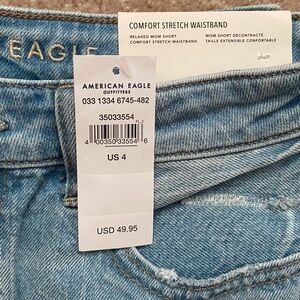 EAGLE
COMFORT STRETCH WAISTBAND
RELAXED MOM SHORT
COMFORT STRETCH WAISTBAND
MOM SHORT DÉCONTRACTÉ
TAILLE EXTENSIBLE CONFORTABLE
AMERICAN EAGLE
OUTFITTERS
033 1334 6745-482
35033554
4 00350 33554 6
US 4
USD 49.95